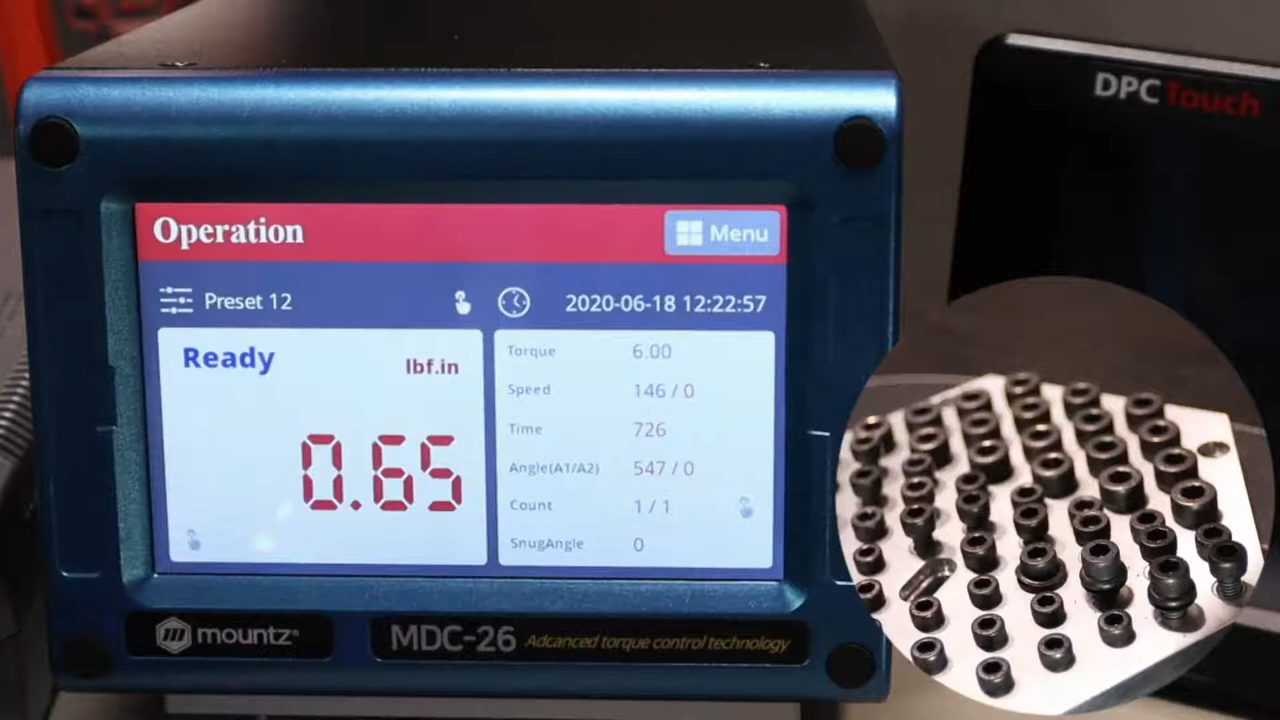 DPC Touch
Operation
Menu
Preset 12
2020-06-18 12:22:57
Ready
lbf.in
0.65
Torque 6.00
Speed 146 / 0
Time 726
Angle(A1/A2) 547 / 0
Count 1 / 1
SnugAngle 0
mountz®
MDC-26 Advanced torque control technology